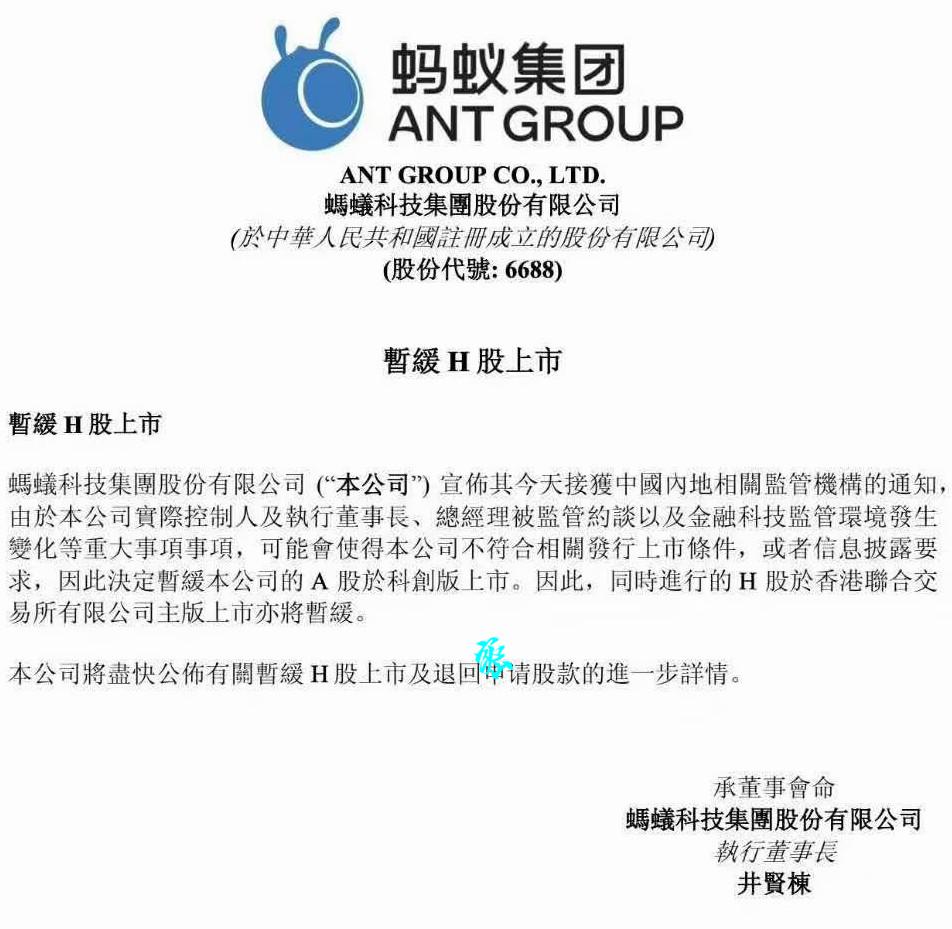 蚂蚁集团
ANT GROUP
ANT GROUP CO., LTD.
螞蟻科技集團股份有限公司
(於中華人民共和國註冊成立的股份有限公司)
(股份代號: 6688)
暫緩 H 股上市
暫緩 H 股上市
螞蟻科技集團股份有限公司 (“本公司”) 宣佈其今天接獲中國內地相關監管機構的通知,
由於本公司實際控制人及執行董事長、總經理被監管約談以及金融科技監管環境發生
變化等重大事項事項，可能會使得本公司不符合相關發行上市條件，或者信息披露要
求，因此決定暫緩本公司的 A 股於科創版上市。因此，同時進行的 H 股於香港聯合交
易所有限公司主版上市亦將暫緩。
本公司將盡快公佈有關暫緩 H 股上市及退回申请股款的進一步詳情。
承董事會命
螞蟻科技集團股份有限公司
執行董事長
井賢棟